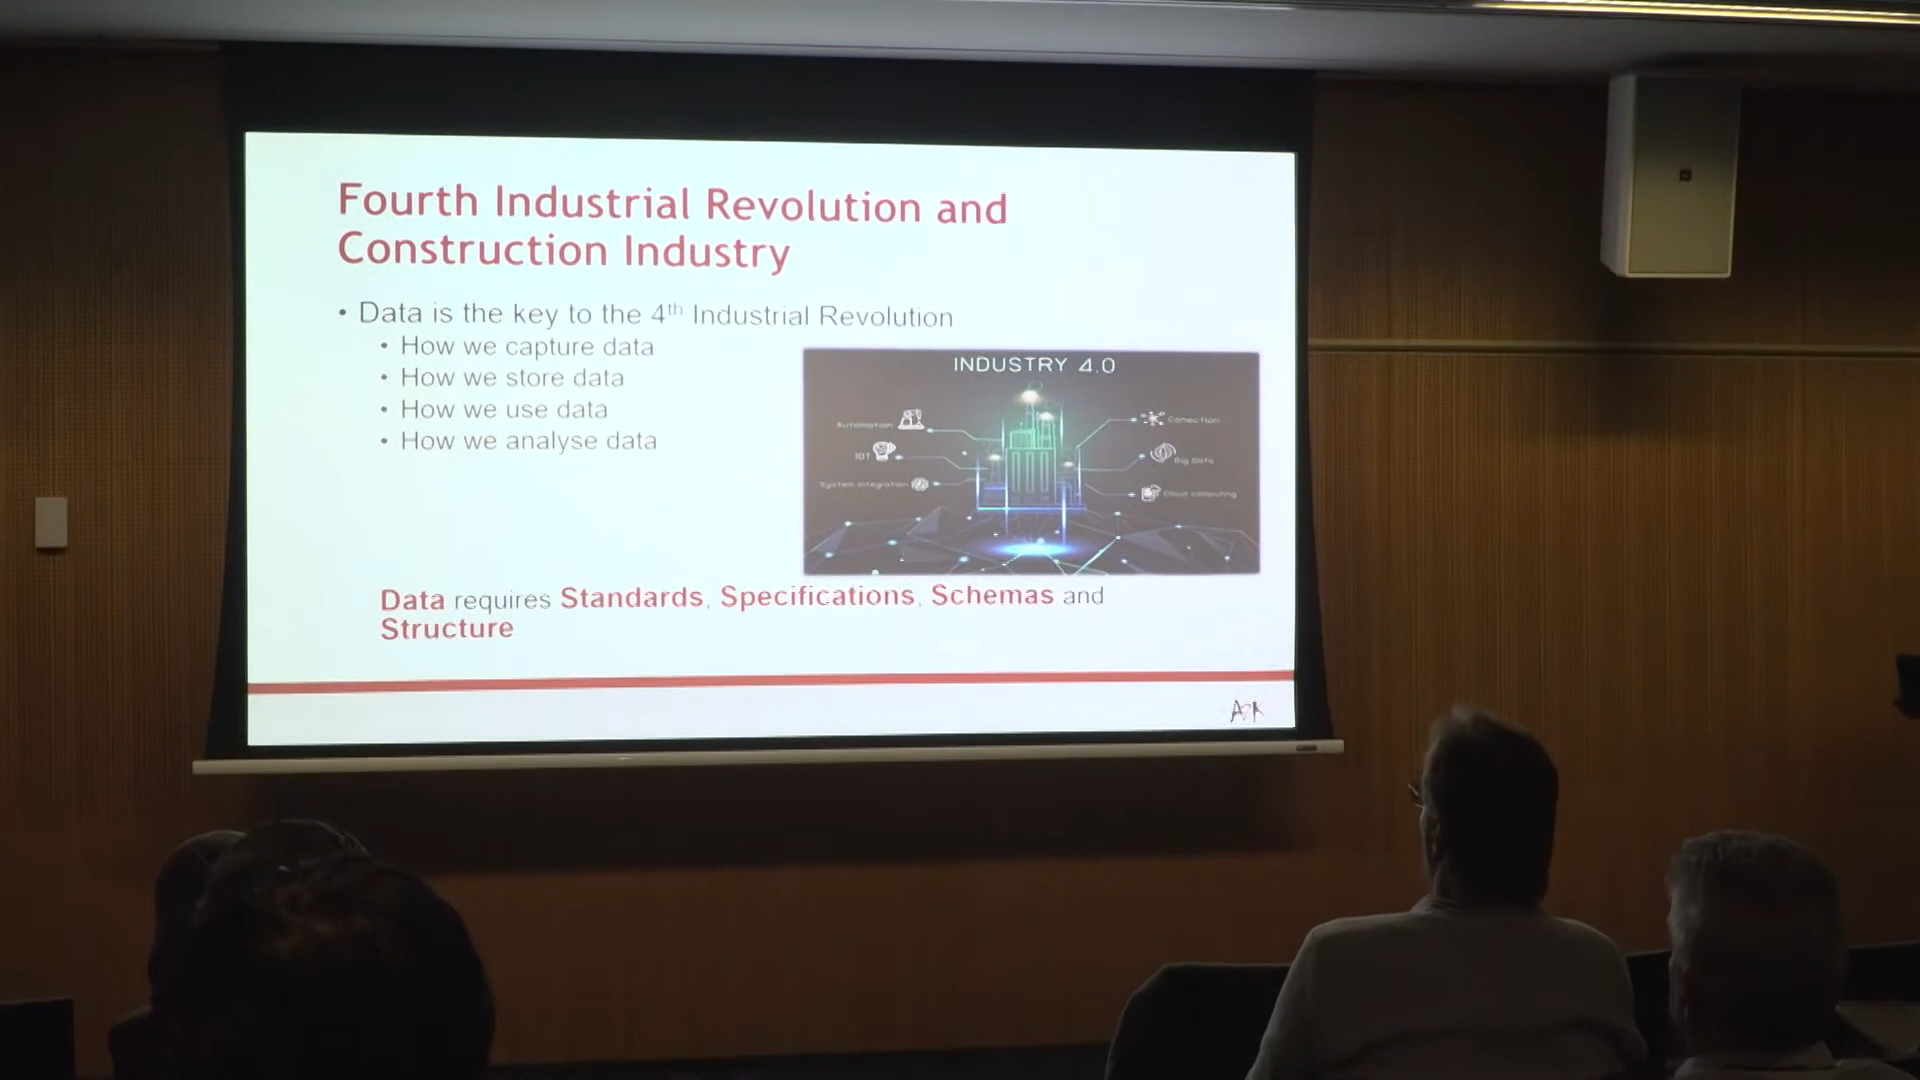 Fourth Industrial Revolution and
Construction Industry
• Data is the key to the 4th Industrial Revolution
• How we capture data
• How we store data
• How we use data
• How we analyse data
INDUSTRY 4.0
Automation
Conection
IOT
Big Data
System integration
Cloud computing
Data requires Standards, Specifications, Schemas and
Structure